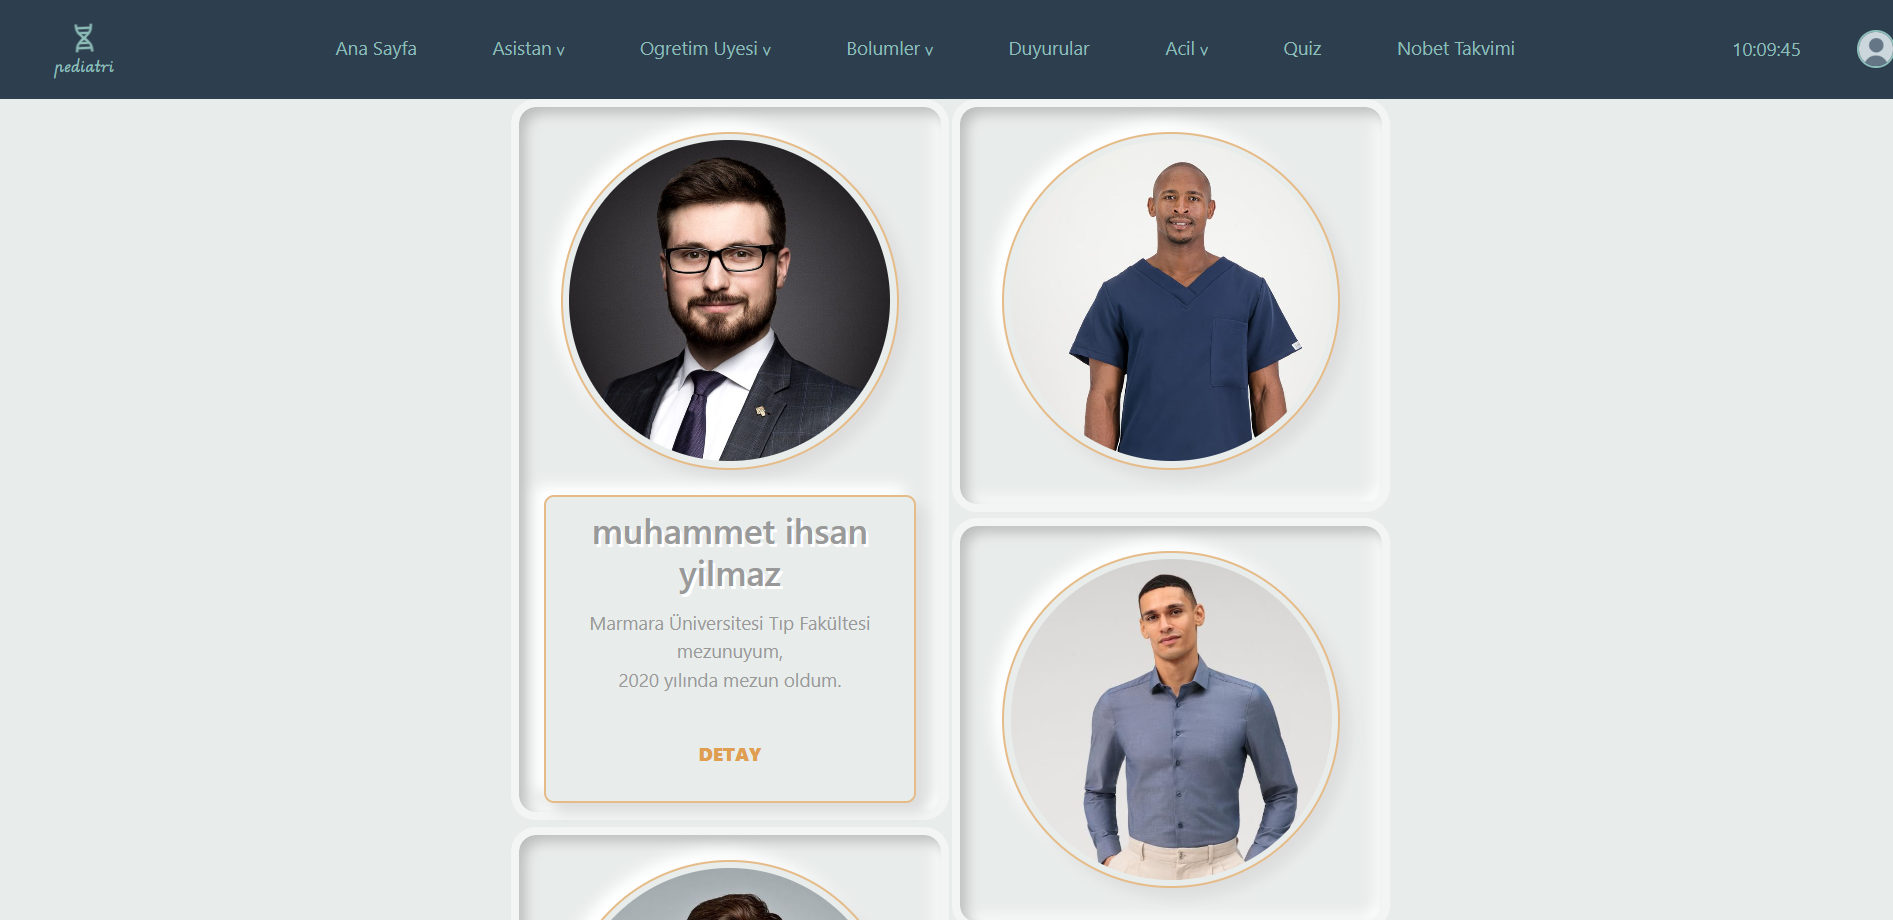 pediatri
Ana Sayfa
Asistan v
Ogretim Uyesi v
Bolumler v
Duyurular
Acil v
Quiz
Nobet Takvimi
10:09:45
muhammet ihsan
yilmaz
Marmara Üniversitesi Tıp Fakültesi
mezunuyum,
2020 yılında mezun oldum.
DETAY